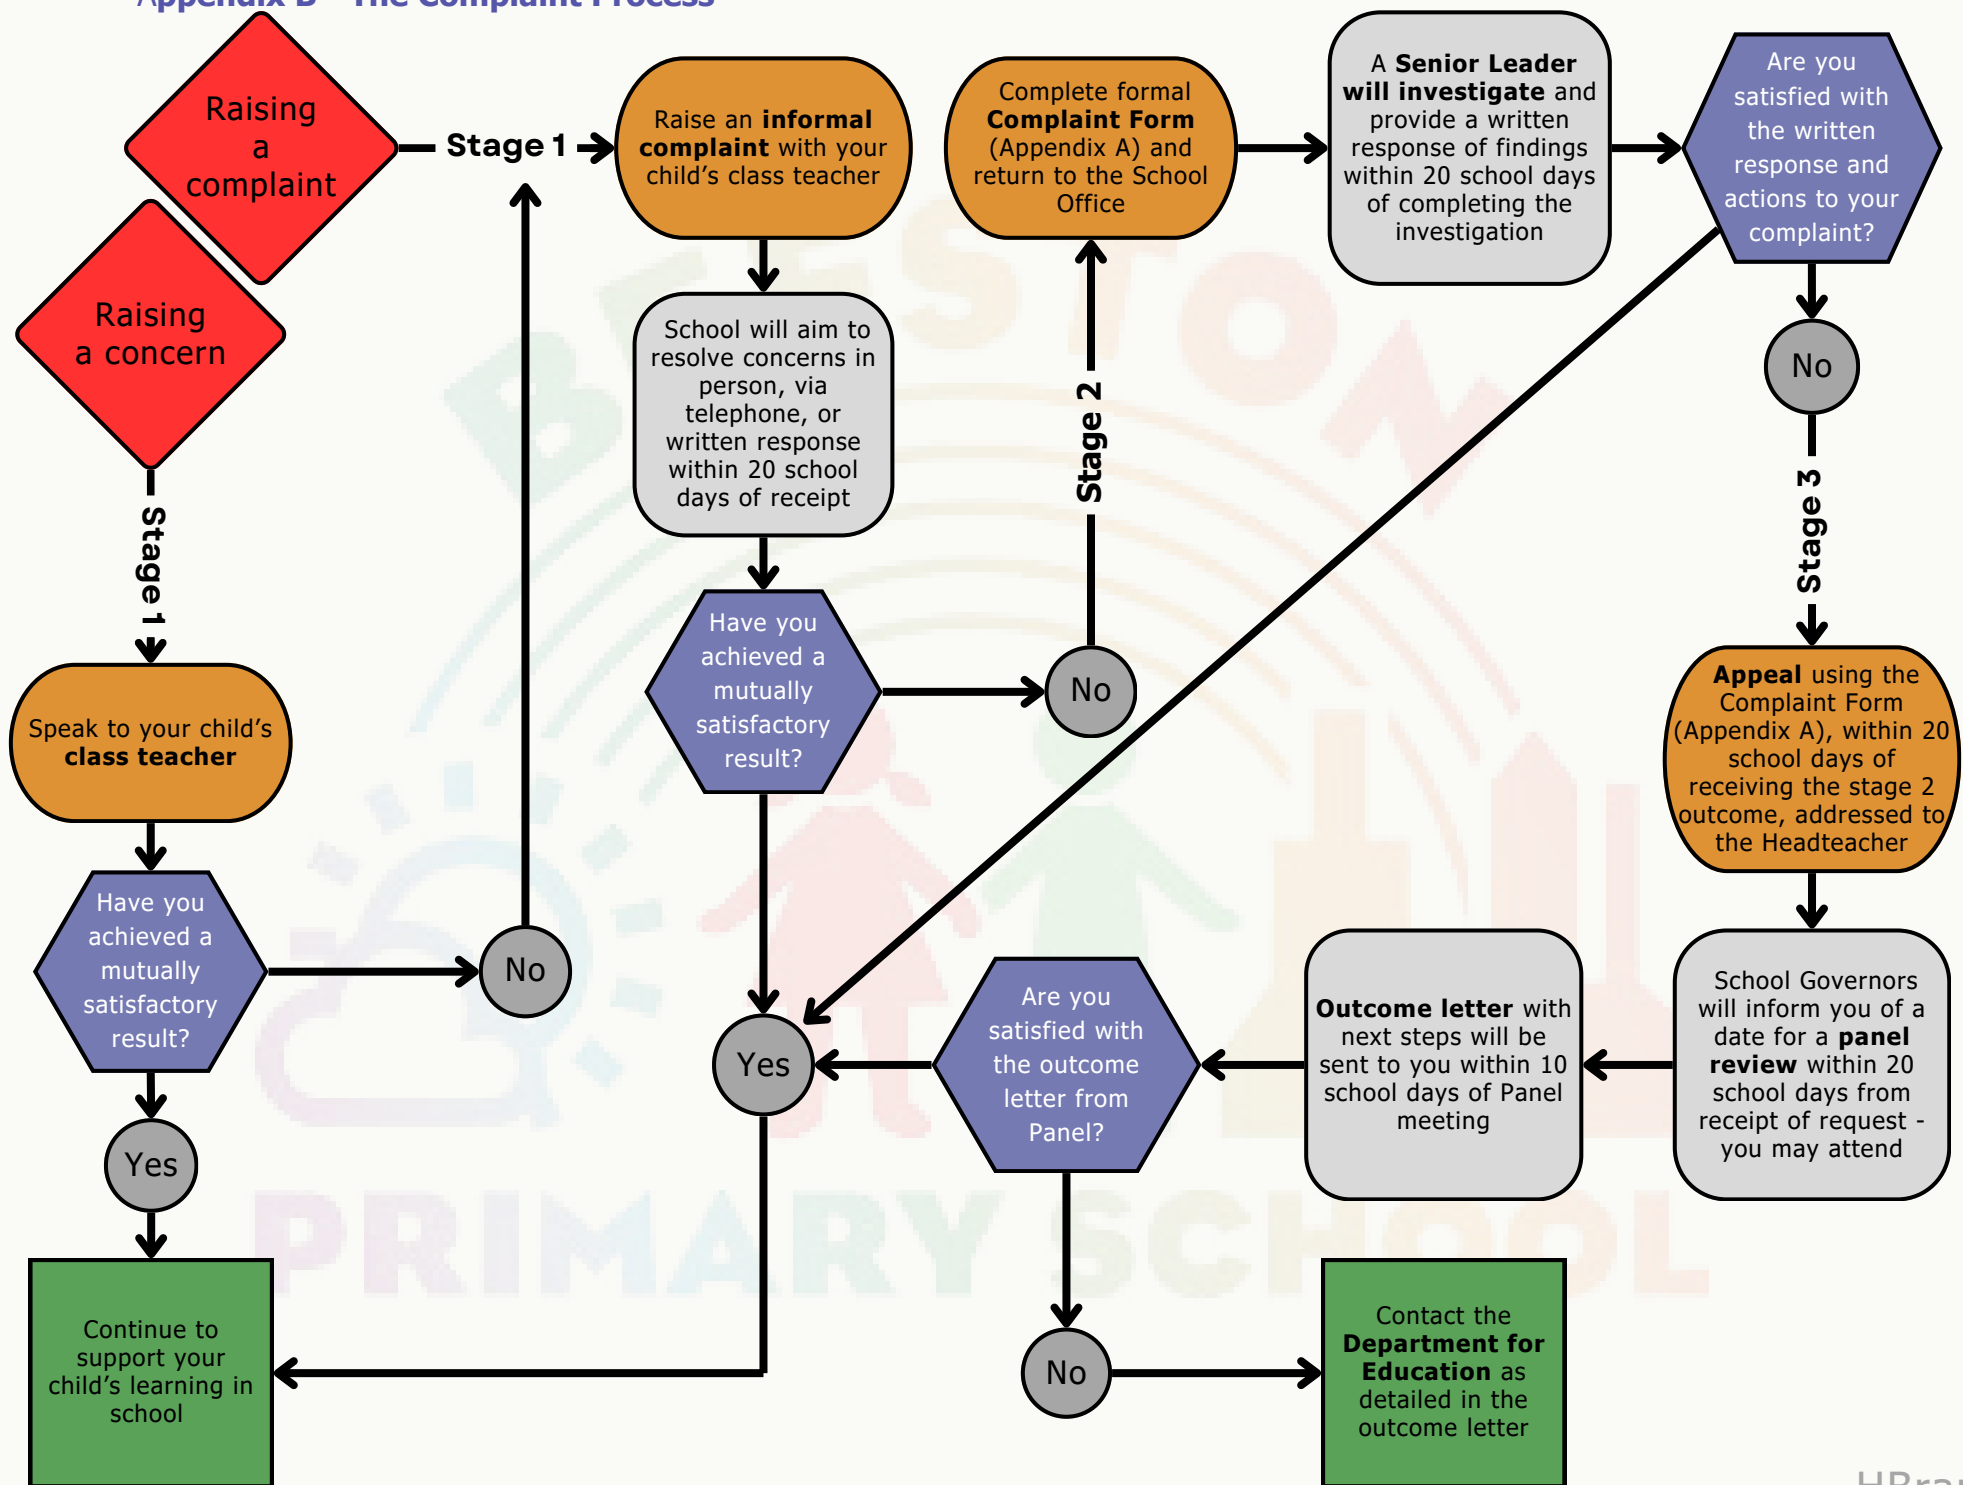 Appendix B - The Complaint Process
Raising
a
complaint
Stage 1
Raise an informal
complaint with your
child's class teacher
Complete formal
Complaint Form
(Appendix A) and
return to the School
Office
A Senior Leader
will investigate and
provide a written
response of findings
within 20 school days
of completing the
investigation
Are you
satisfied with
the written
response and
actions to your
complaint?
Raising
a concern
School will aim to
resolve concerns in
person, via
telephone, or
written response
within 20 school
days of receipt
Stage 2
No
Stage 1
Stage 3
Have you
achieved a
mutually
satisfactory
result?
No
Speak to your child's
class teacher
Appeal using the
Complaint Form
(Appendix A), within 20
school days of
receiving the stage 2
outcome, addressed to
the Headteacher
Have you
achieved a
mutually
satisfactory
result?
No
Yes
Are you
satisfied with
the outcome
letter from
Panel?
Outcome letter with
next steps will be
sent to you within 10
school days of Panel
meeting
School Governors
will inform you of a
date for a panel
review within 20
school days from
receipt of request -
you may attend
Yes
Continue to
support your
child's learning in
school
No
Contact the
Department for
Education as
detailed in the
outcome letter
BEESTON
PRIMARY SCHOOL